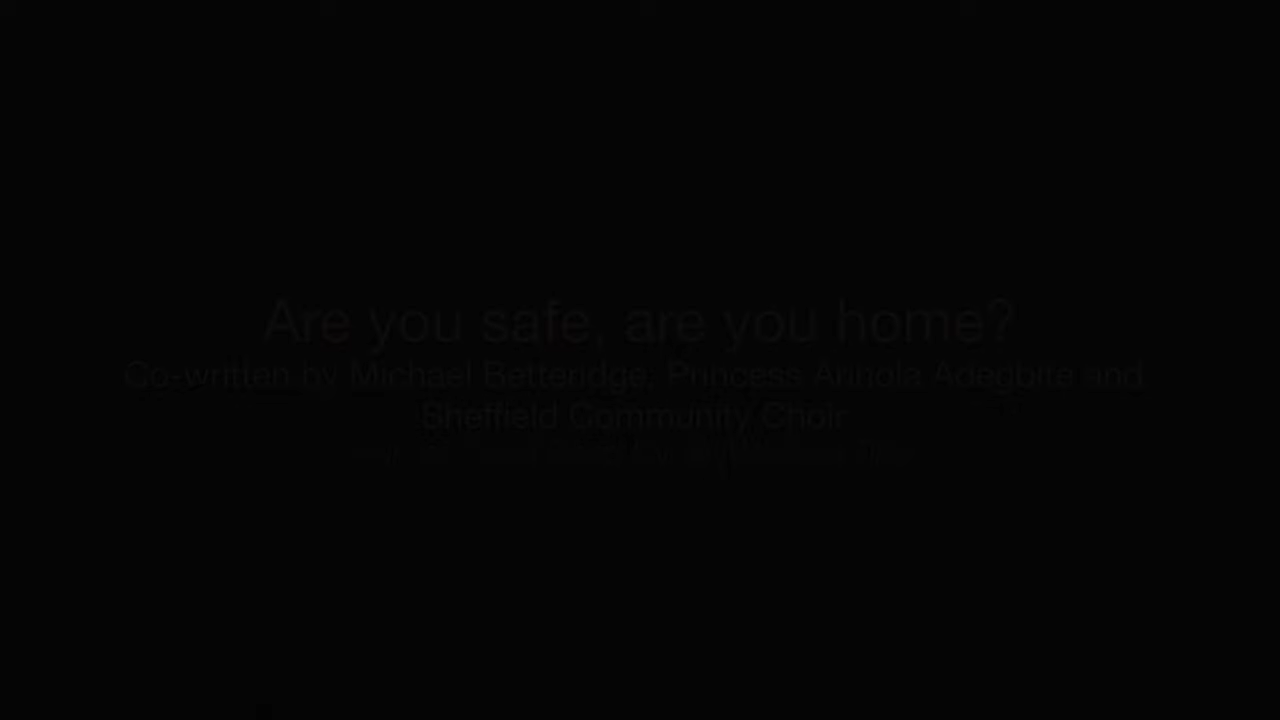 Are you safe, are you home?
Co-written by Michael Betteridge, Princess Arinola Adegbite and
Sheffield Community Choir